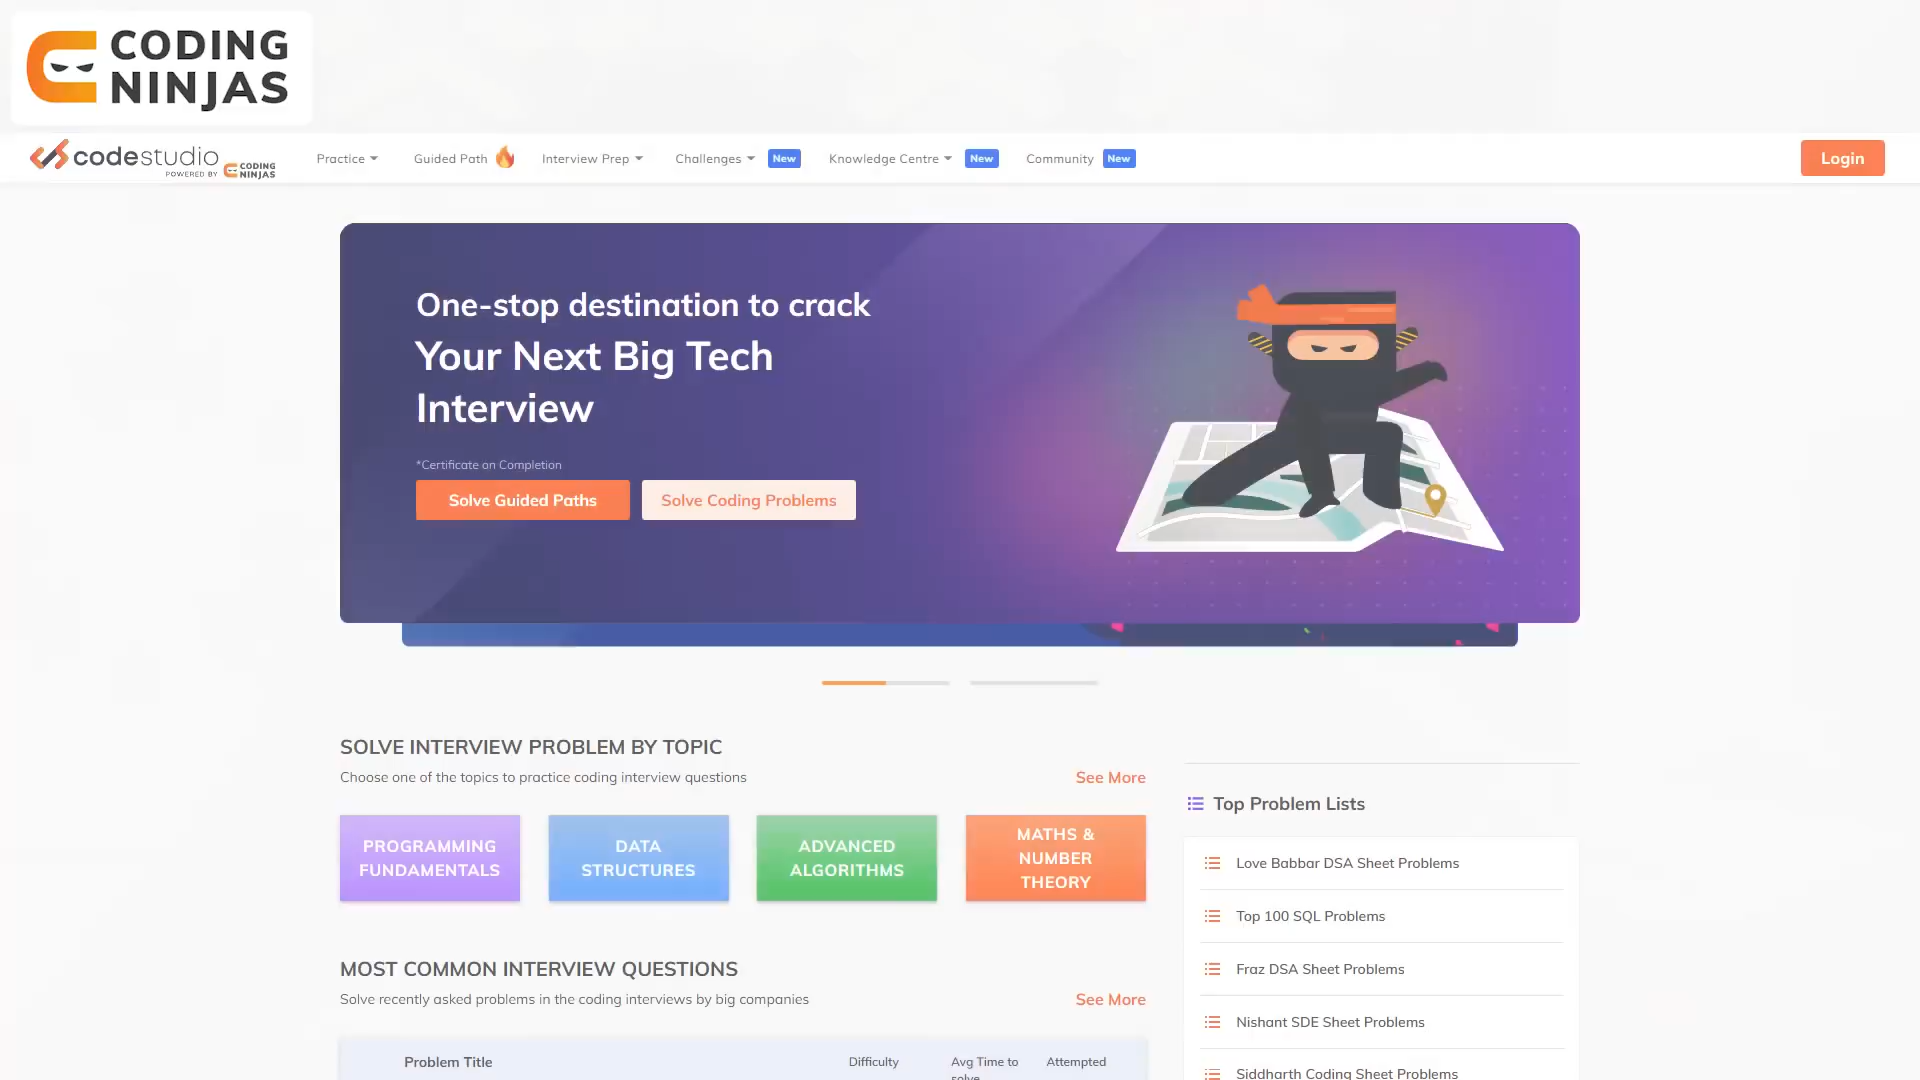 CODING
NINJAS
codestudio
POWERED BY CODING NINJAS
Practice
Guided Path
Interview Prep
Challenges New
Knowledge Centre New
Community New
Login
One-stop destination to crack
Your Next Big Tech
Interview
*Certificate on Completion
Solve Guided Paths
Solve Coding Problems
SOLVE INTERVIEW PROBLEM BY TOPIC
Choose one of the topics to practice coding interview questions
See More
PROGRAMMING
FUNDAMENTALS
DATA
STRUCTURES
ADVANCED
ALGORITHMS
MATHS &
NUMBER
THEORY
MOST COMMON INTERVIEW QUESTIONS
Solve recently asked problems in the coding interviews by big companies
See More
Problem Title
Difficulty
Avg Time to
solve
Attempted
Top Problem Lists
Love Babbar DSA Sheet Problems
Top 100 SQL Problems
Fraz DSA Sheet Problems
Nishant SDE Sheet Problems
Siddharth Coding Sheet Problems